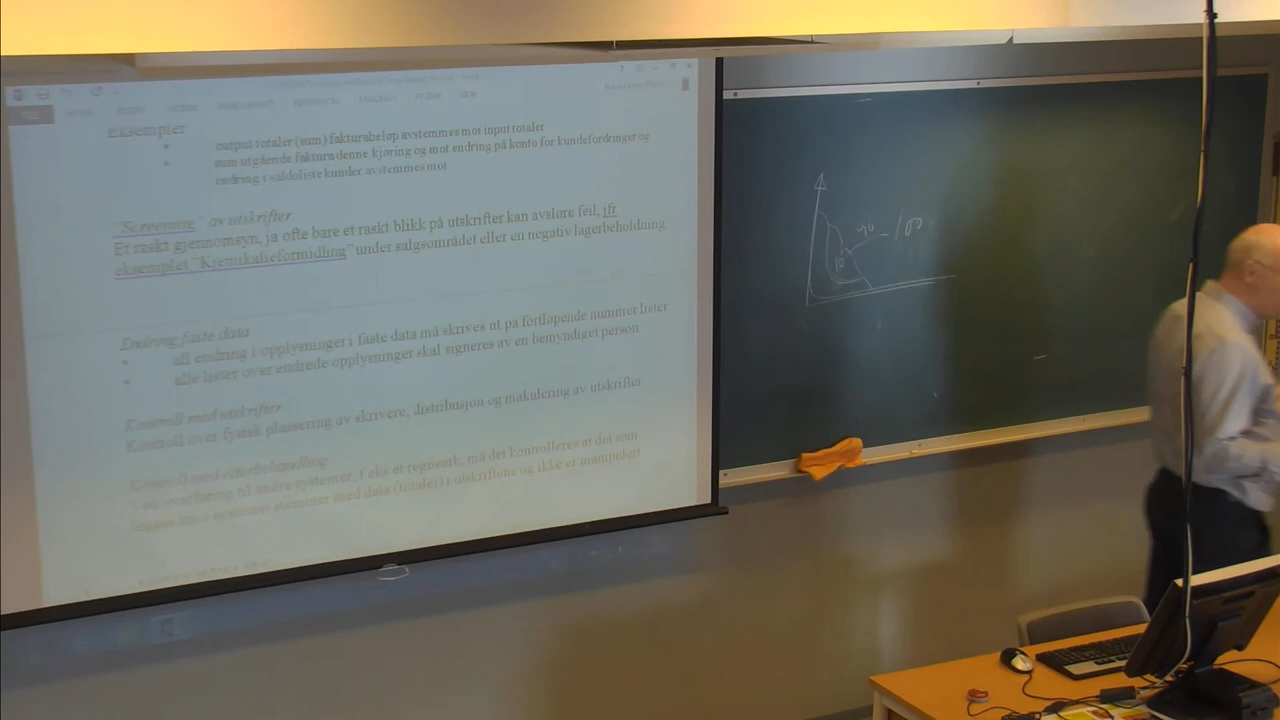 Eksempler
output totaler (sum) fakturabeløp avstemmes mot input totaler
sum utgående faktura denne kjøring og mot endring på konto for kundefordringer og
endring i saldoliste kunder avstemmes mot
"Screening" av utskrifter
Et raskt gjennomsyn, ja ofte bare et raskt blikk på utskrifter kan avsløre feil, jfr
eksemplet "Kjemikalieformidling" under salgsområdet eller en negativ lagerbeholdning.
Endring faste data
all endring i opplysninger i faste data må skrives ut på fortløpende nummer lister
alle lister over endrede opplysninger skal signeres av en bemyndiget person
Kontroll med utskrifter
Kontroll over fysisk plassering av skrivere, distribusjon og makulering av utskrifter
Kontroll med etterbehandling
ved overføring til andre systemer, f.eks et regneark, må det kontrolleres at det som
i systemet stemmer med data (totaler) i utskriftene og ikke er manipulert
90
100
10